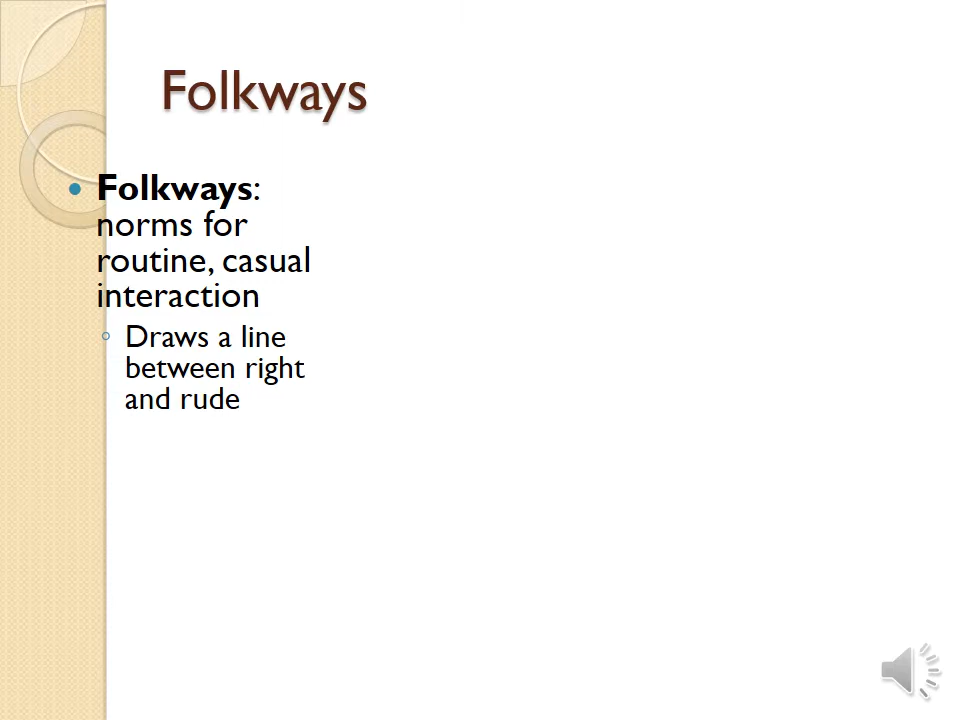 Folkways
Folkways:
norms for
routine, casual
interaction
Draws a line
between right
and rude